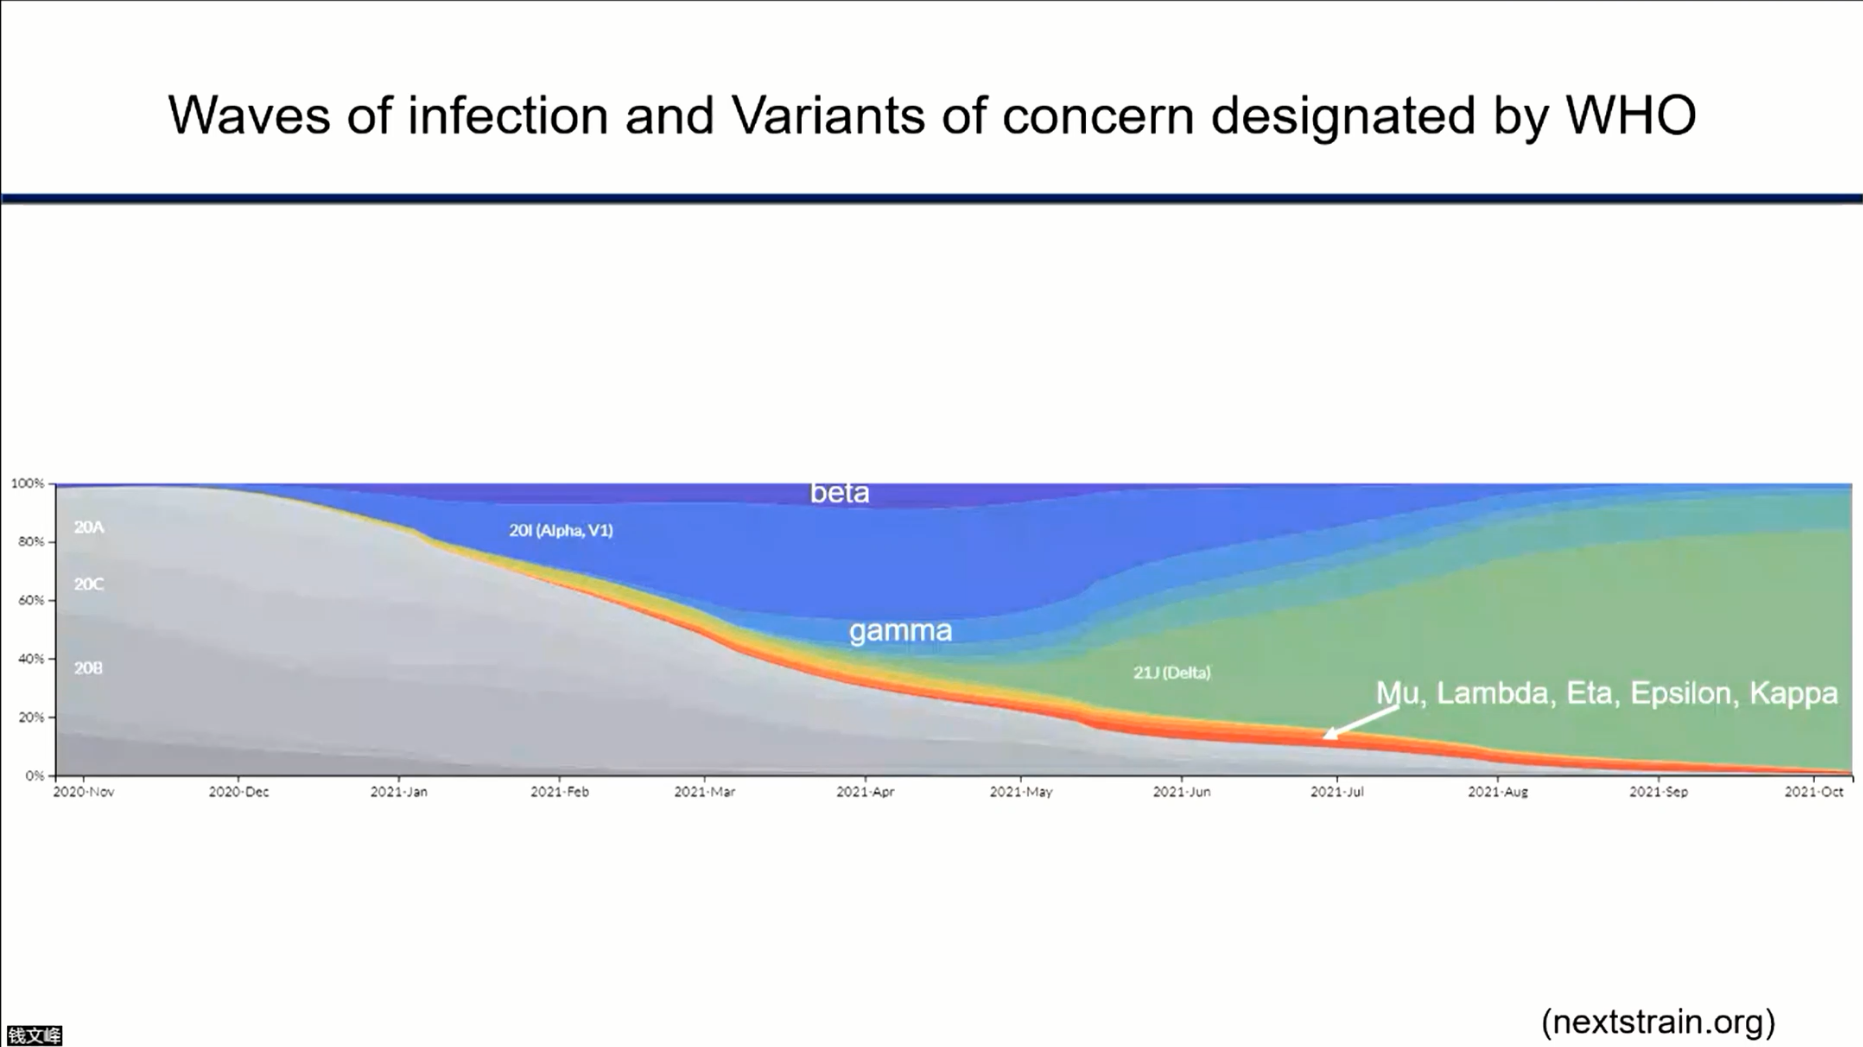 Waves of infection and Variants of concern designated by WHO
100%
80%
60%
40%
20%
0%
20A
20C
20B
beta
20I (Alpha, V1)
gamma
21J (Delta)
Mu, Lambda, Eta, Epsilon, Kappa
2020-Nov 2020-Dec 2021-Jan 2021-Feb 2021-Mar 2021-Apr 2021-May 2021-Jun 2021-Jul 2021-Aug 2021-Sep 2021-Oct
(nextstrain.org)
钱文峰